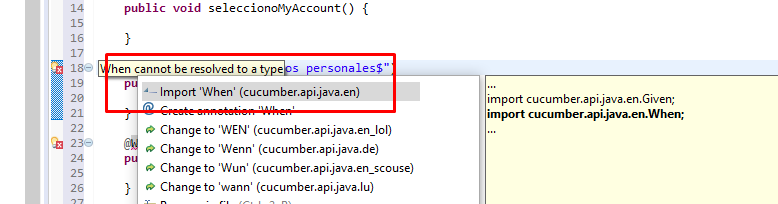 14
public void seleccionoMyAccount() {
15
16
}
17
18
When cannot be resolved to a type os personales$")
19 pu
20 Import 'When' (cucumber.api.java.en)
21 }
Create annotation 'When'
22 Change to 'WEN' (cucumber.api.java.en_lol)
23 @W
Change to 'Wenn' (cucumber.api.java.de)
24 pu
25 Change to 'Wun' (cucumber.api.java.en_scouse)
26 } Change to 'wann' (cucumber.api.java.lu)
27
...
import cucumber.api.java.en.Given;
import cucumber.api.java.en.When;
...